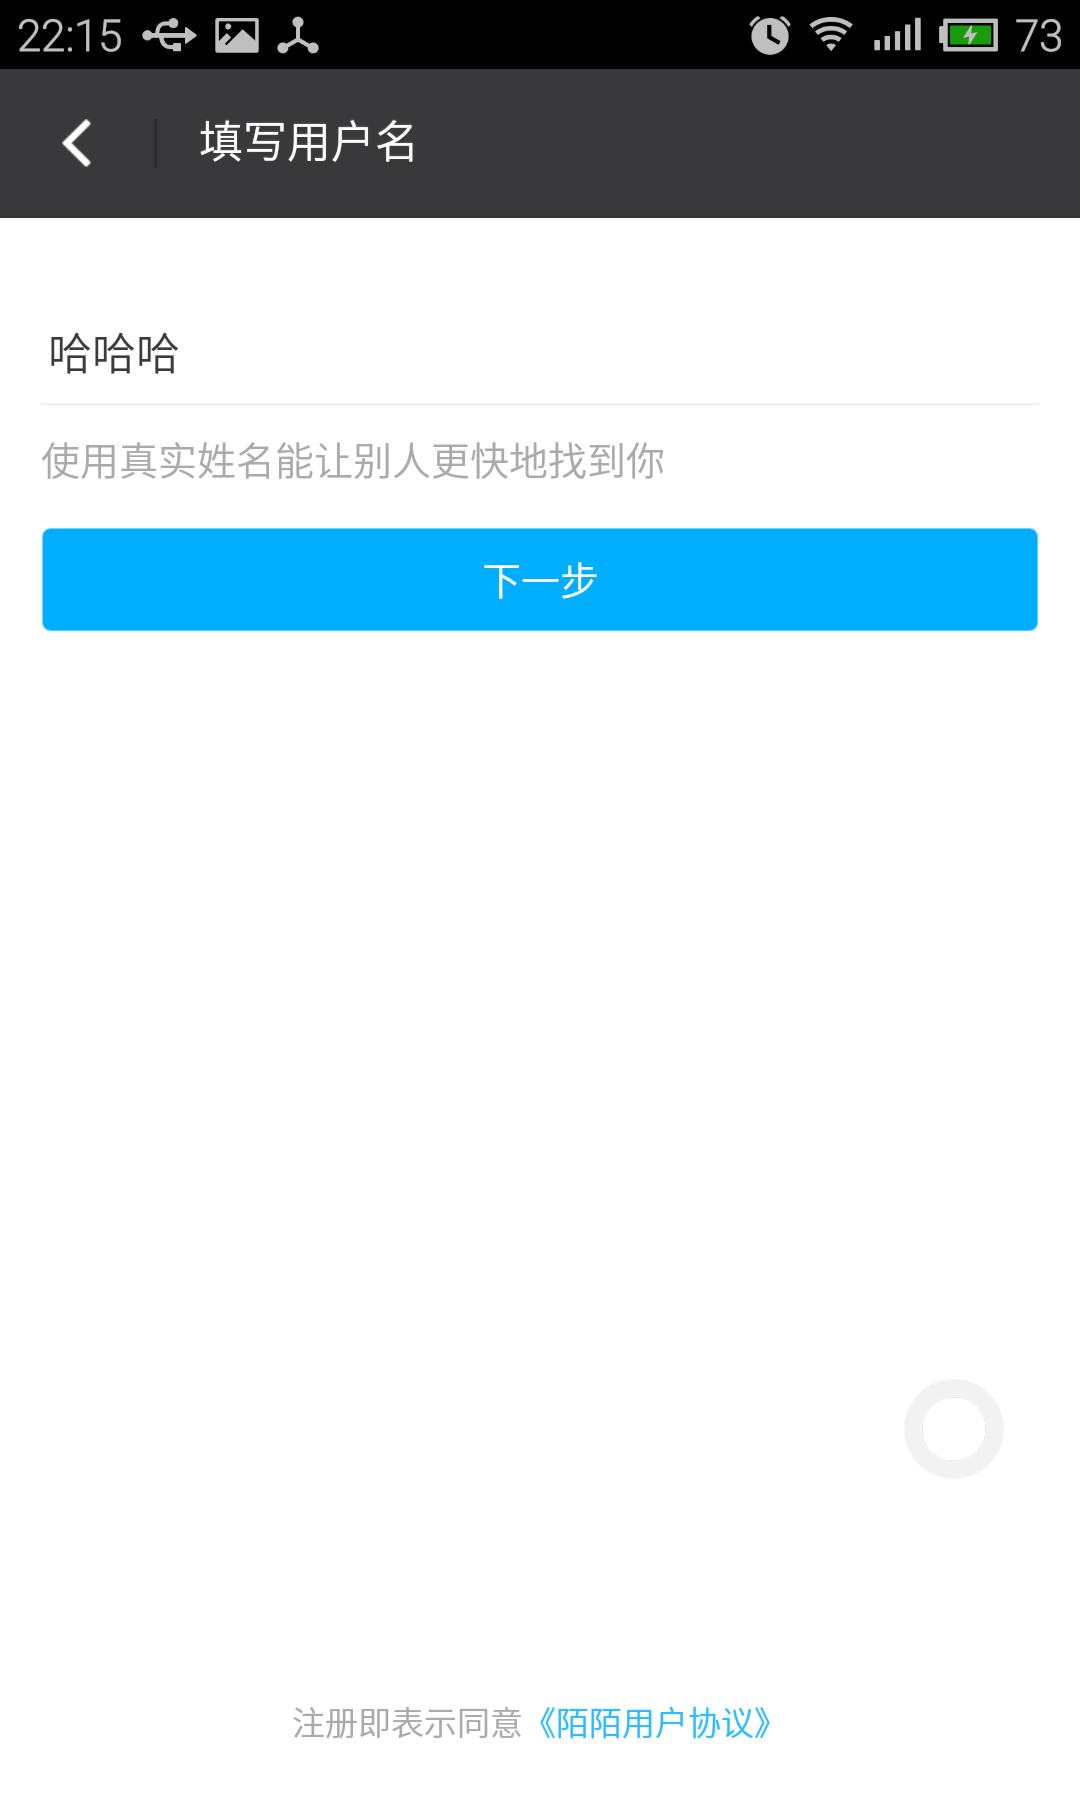 22:15 73
填写用户名
哈哈哈
使用真实姓名能让别人更快地找到你
下一步
注册即表示同意《陌陌用户协议》